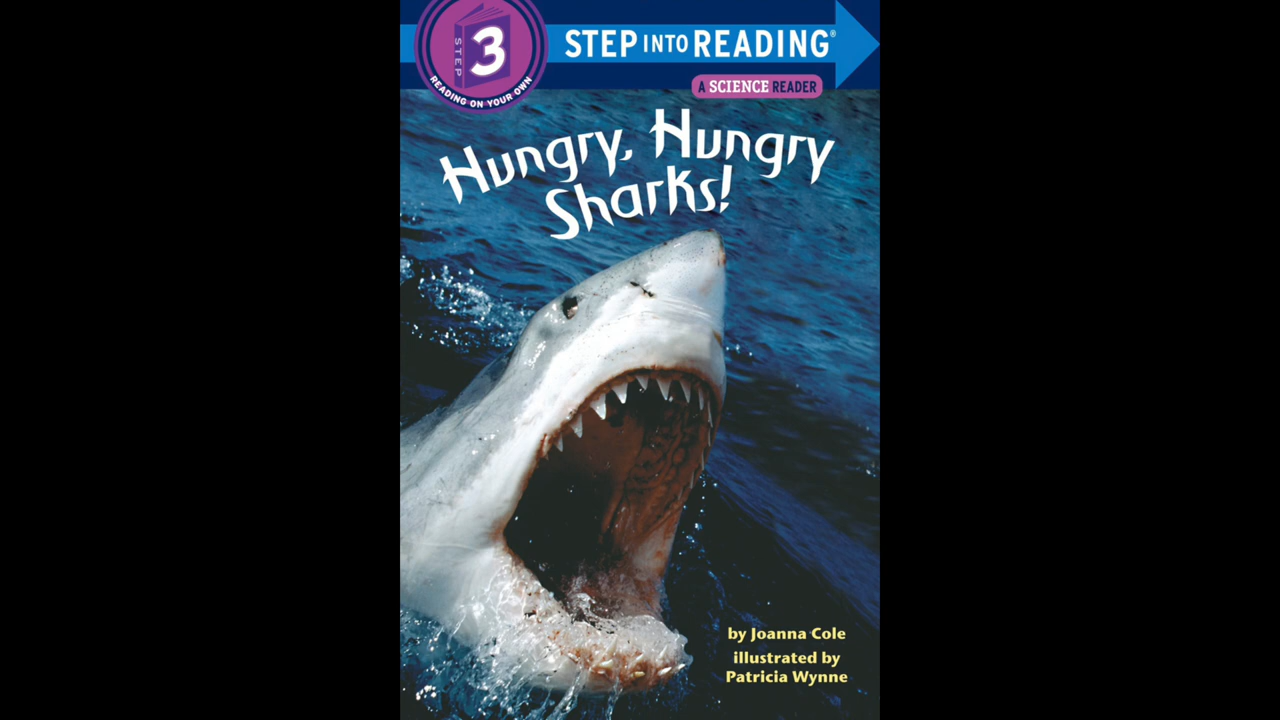 STEP 3
READING ON YOUR OWN
STEP INTO READING®
A SCIENCE READER
Hungry, Hungry
Sharks!
by Joanna Cole
illustrated by
Patricia Wynne